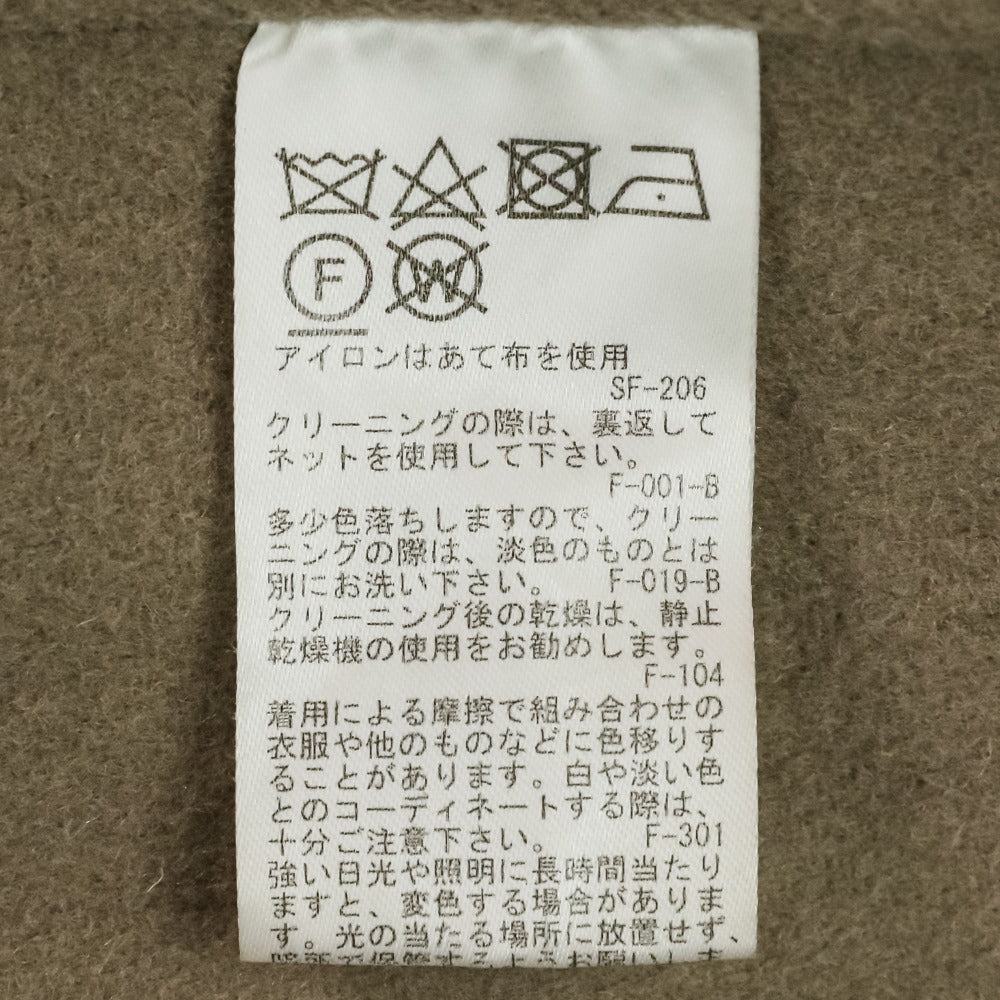 F W
アイロンはあて布を使用
SF-206
クリーニングの際は、裏返して
ネットを使用して下さい。
F-001-B
多少色落ちしますので、クリー
ニングの際は、淡色のものとは
別にお洗い下さい。 F-019-B
クリーニング後の乾燥は、静止
乾燥機の使用をお勧めします。
F-104
着用による摩擦で組み合わせの
衣服や他のものなどに色移りす
ることがあります。白や淡い色
とのコーディネートする際は、
十分ご注意下さい。 F-301
強い日光や照明に長時間当たり
ますと、変色する場合がありま
す。光の当たる場所に放置せず、